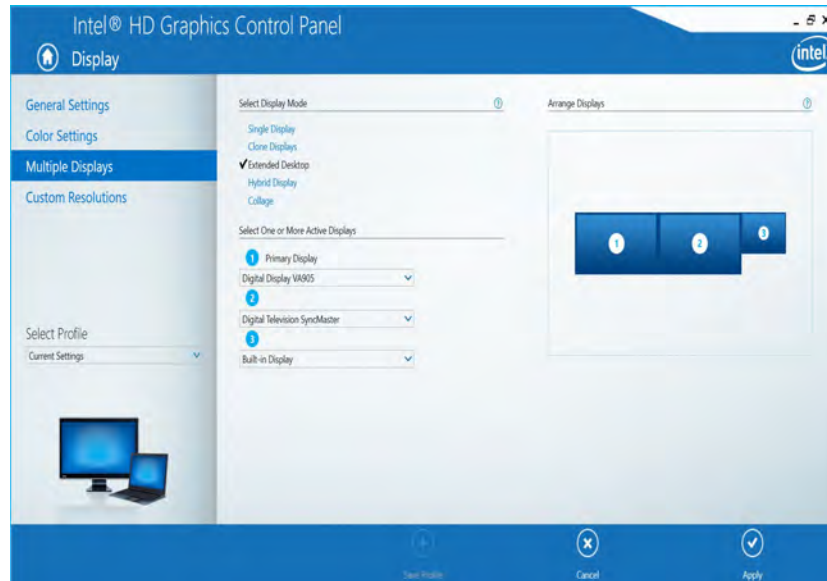 Intel® HD Graphics Control Panel
Display
intel
General Settings
Color Settings
Multiple Displays
Custom Resolutions
Select Profile
Current Settings
Select Display Mode
Single Display
Clone Displays
Extended Desktop
Hybrid Display
Collage
Select One or More Active Displays
1 Primary Display
Digital Display VA905
2
Digital Television SyncMaster
3
Built-in Display
Arrange Displays
1 2 3
Save Profile
Cancel
Apply